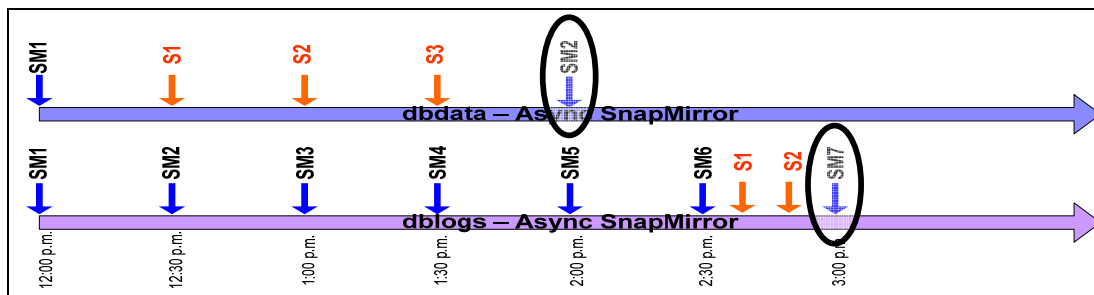 SM1 S1 S2 S3 SM2
dbdata – Async SnapMirror
SM1 SM2 SM3 SM4 SM5 SM6 S1 S2 SM7
dblogs – Async SnapMirror
12:00 p.m. 12:30 p.m. 1:00 p.m. 1:30 p.m. 2:00 p.m. 2:30 p.m. 3:00 p.m.